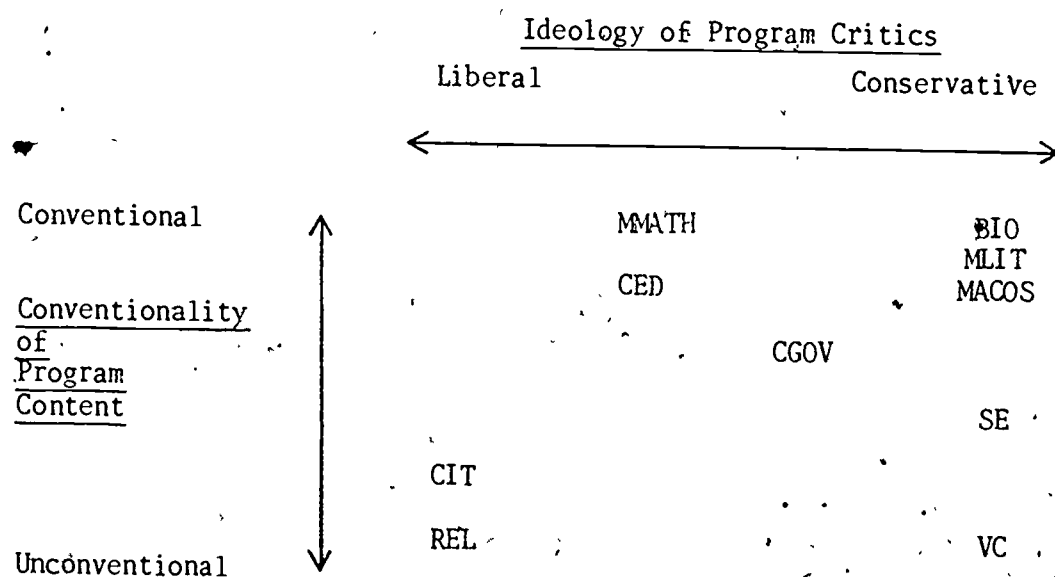 Ideology of Program Critics
Liberal Conservative
Conventional MMATH BIO
MLIT
CED MACOS
Conventionality
of
Program
Content
CGOV
SE
CIT
REL VC
Unconventional